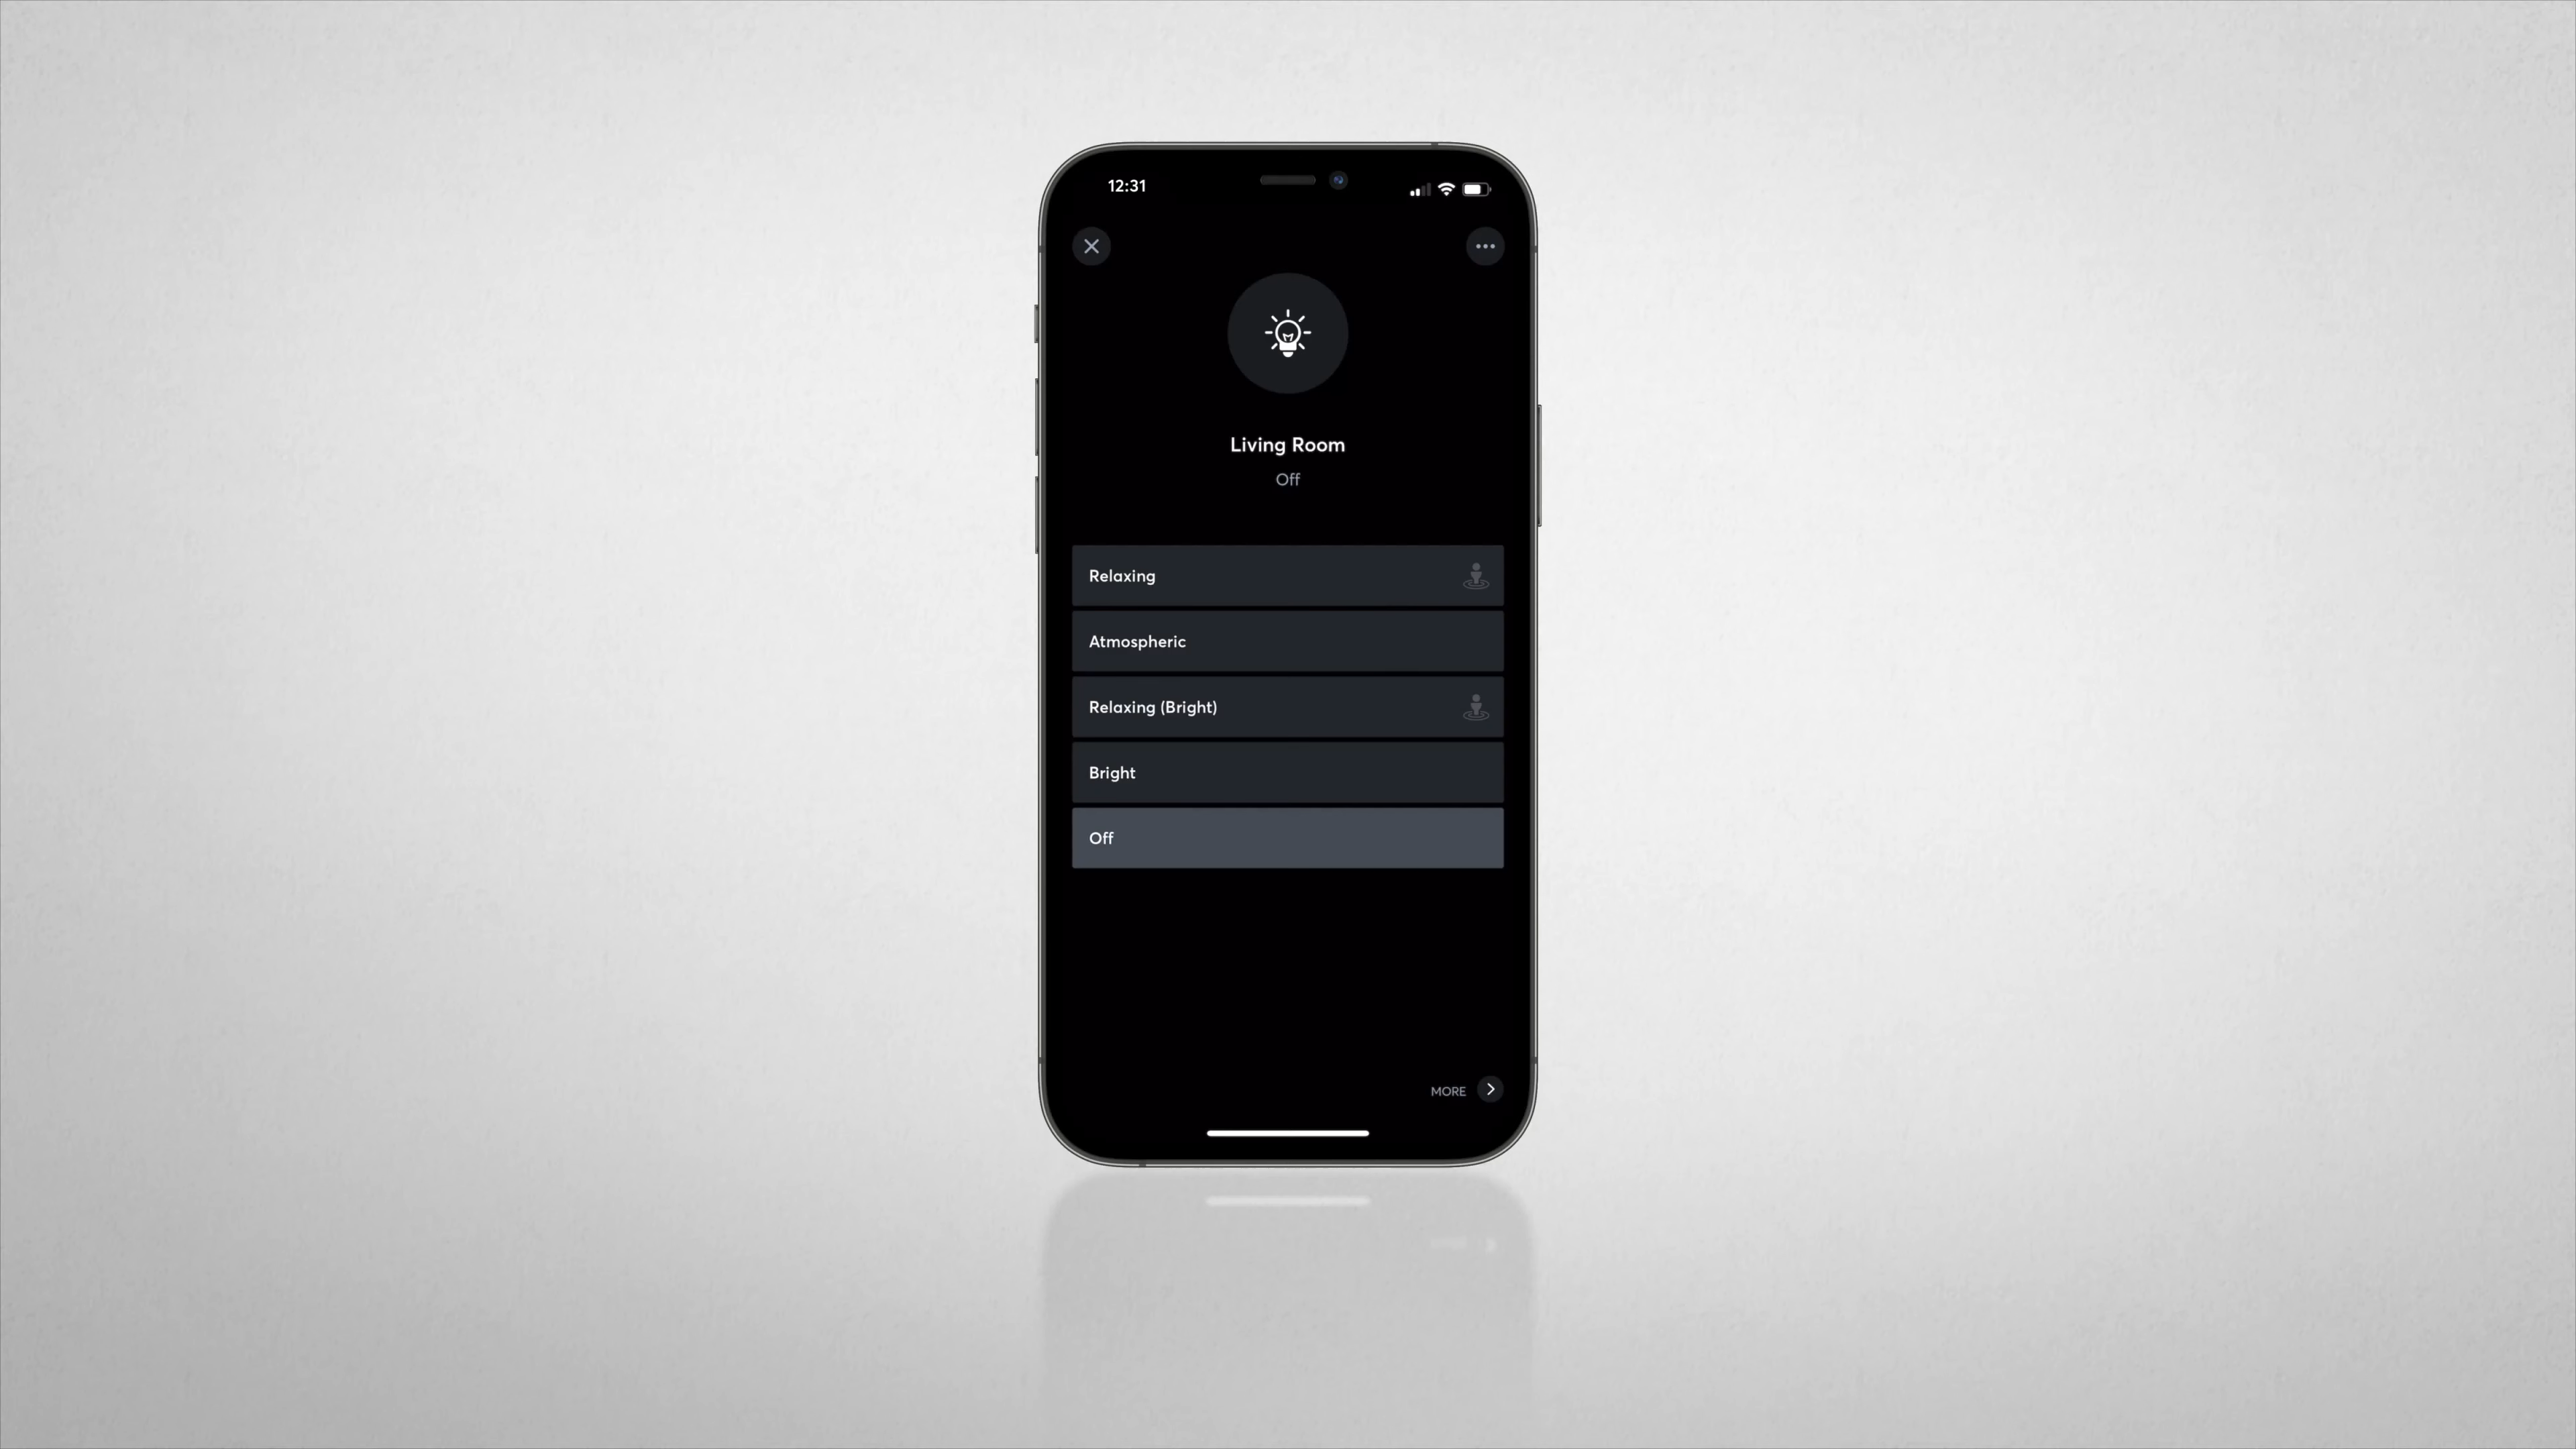 12:31
Living Room
Off
Relaxing
Atmospheric
Relaxing (Bright)
Bright
Off
MORE